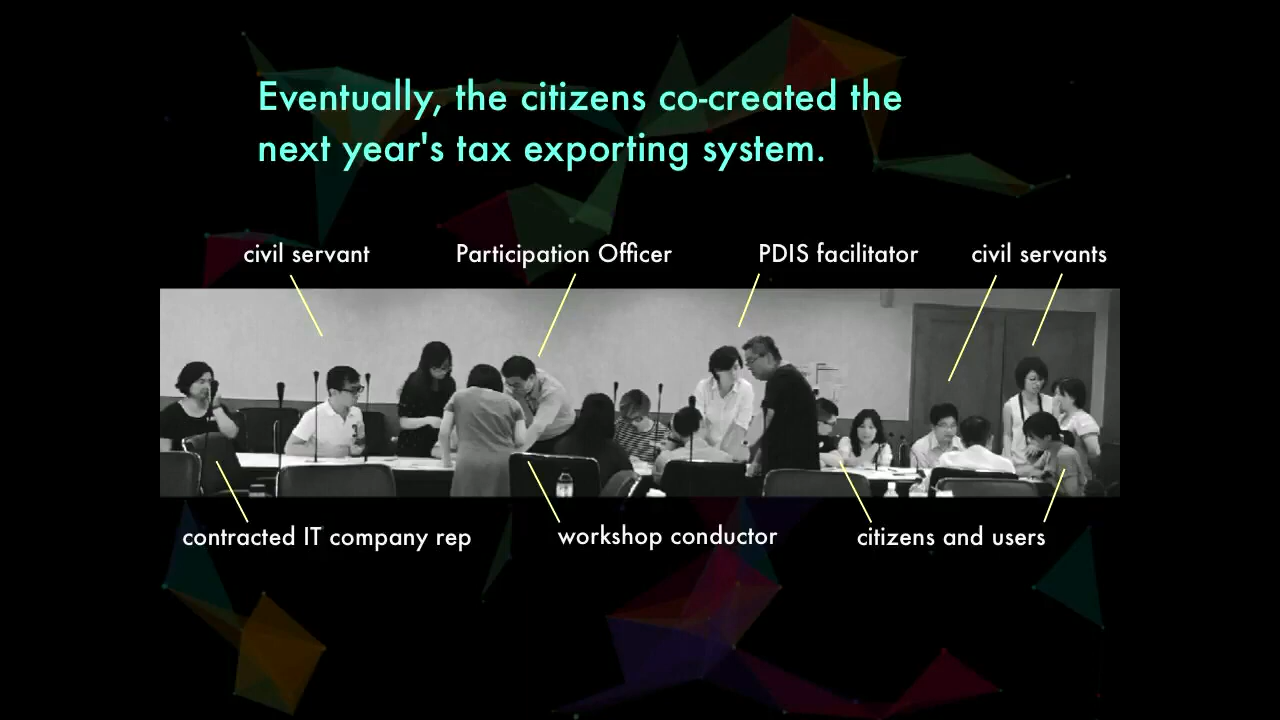 Eventually, the citizens co-created the
next year's tax exporting system.
civil servant
Participation Officer
PDIS facilitator
civil servants
contracted IT company rep
workshop conductor
citizens and users